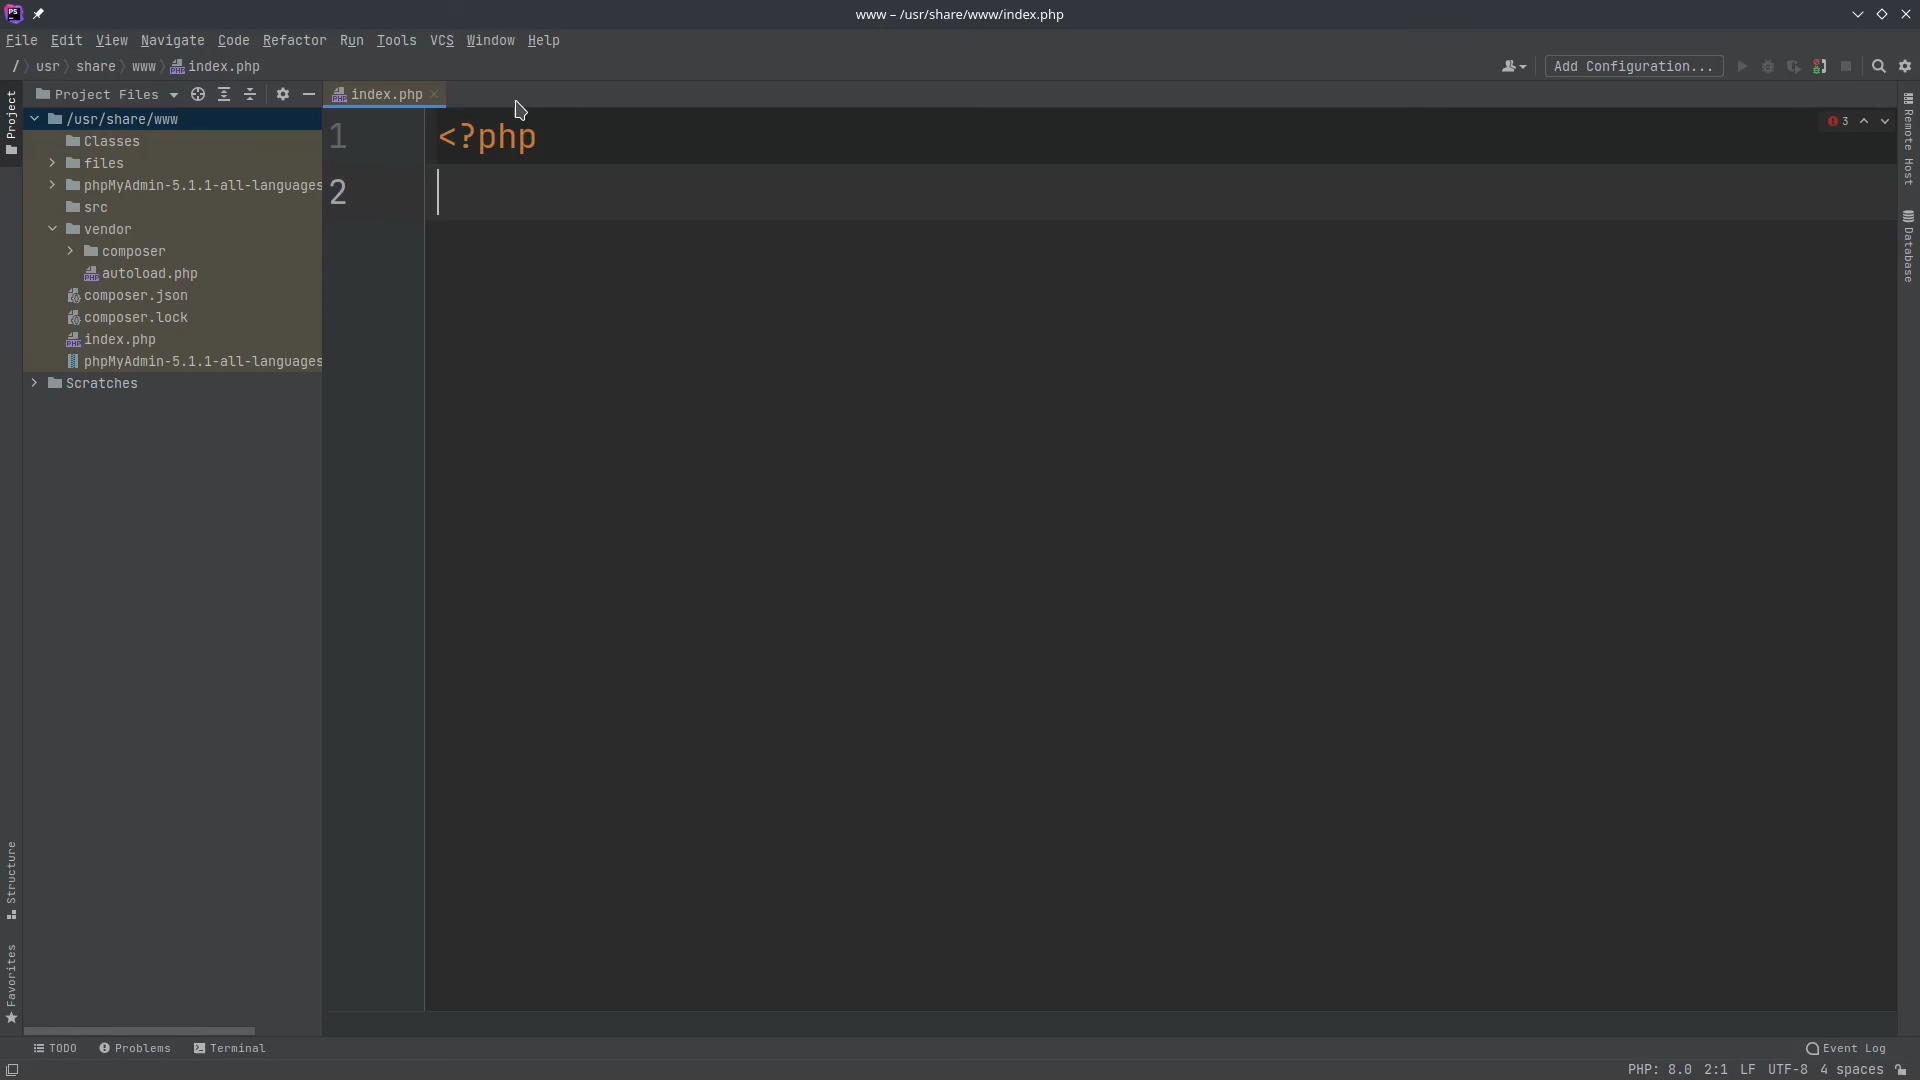 PS
www – /usr/share/www/index.php
File Edit View Navigate Code Refactor Run Tools VCS Window Help
/ usr share www index.php
Add Configuration...
Project
Project Files
index.php
/usr/share/www
Classes
files
phpMyAdmin-5.1.1-all-languages
src
vendor
composer
autoload.php
composer.json
composer.lock
index.php
phpMyAdmin-5.1.1-all-languages
Scratches
1 <?php
2
3
Remote Host
Database
Structure
Favorites
TODO Problems Terminal
Event Log
PHP: 8.0 2:1 LF UTF-8 4 spaces